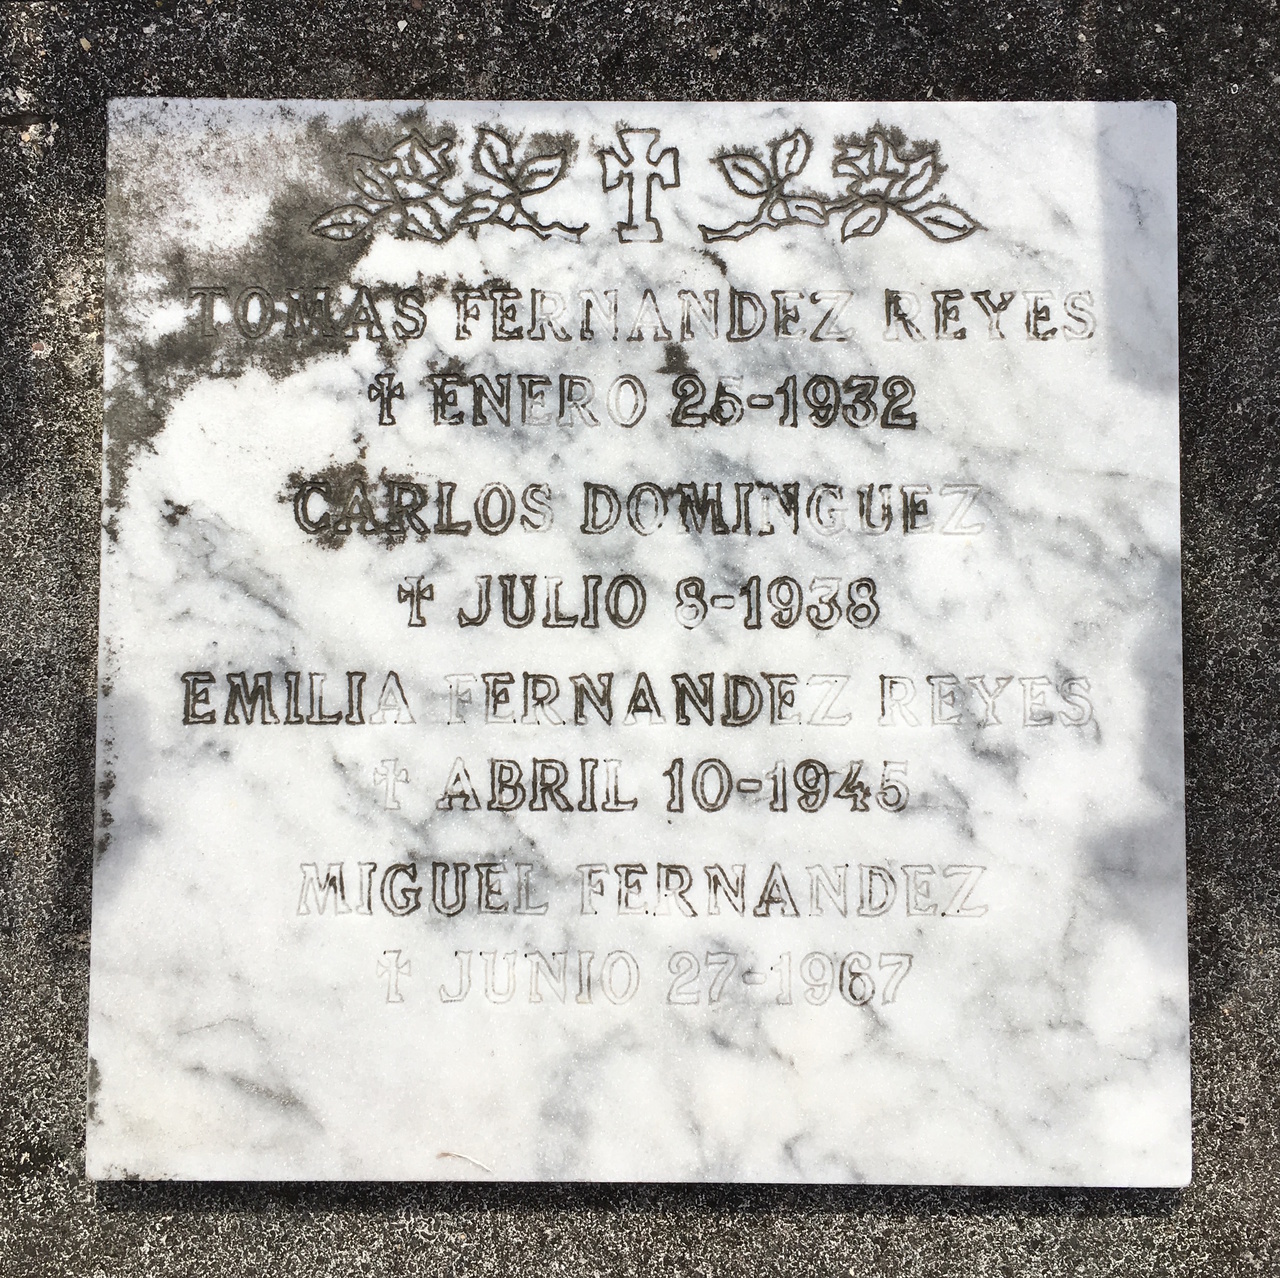 TOMAS FERNANDEZ REYES
✝ ENERO 25-1932
CARLOS DOMINGUEZ
✝ JULIO 8-1938
EMILIA FERNANDEZ REYES
✝ ABRIL 10-1945
MIGUEL FERNANDEZ
✝ JUNIO 27-1967